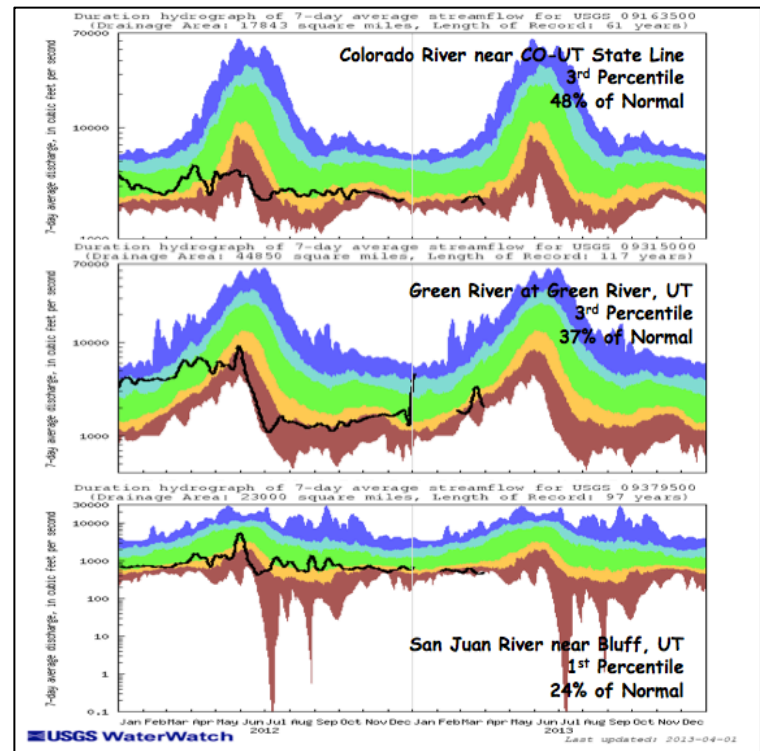 Duration hydrograph of 7-day average streamflow for USGS 09163500
(Drainage Area: 17843 square miles, Length of Record: 61 years)
70000
10000
1000
7-day average discharge, in cubic feet per second
Colorado River near CO-UT State Line
3rd Percentile
48% of Normal
Duration hydrograph of 7-day average streamflow for USGS 09315000
(Drainage Area: 44850 square miles, Length of Record: 117 years)
70000
10000
1000
7-day average discharge, in cubic feet per second
Green River at Green River, UT
3rd Percentile
37% of Normal
Duration hydrograph of 7-day average streamflow for USGS 09379500
(Drainage Area: 23000 square miles, Length of Record: 97 years)
30000
10000
1000
100
10
1
0.1
7-day average discharge, in cubic feet per second
San Juan River near Bluff, UT
1st Percentile
24% of Normal
Jan Feb Mar Apr May Jun Jul Aug Sep Oct Nov Dec Jan Feb Mar Apr May Jun Jul Aug Sep Oct Nov Dec
2012 2013
USGS WaterWatch
Last updated: 2013-04-01